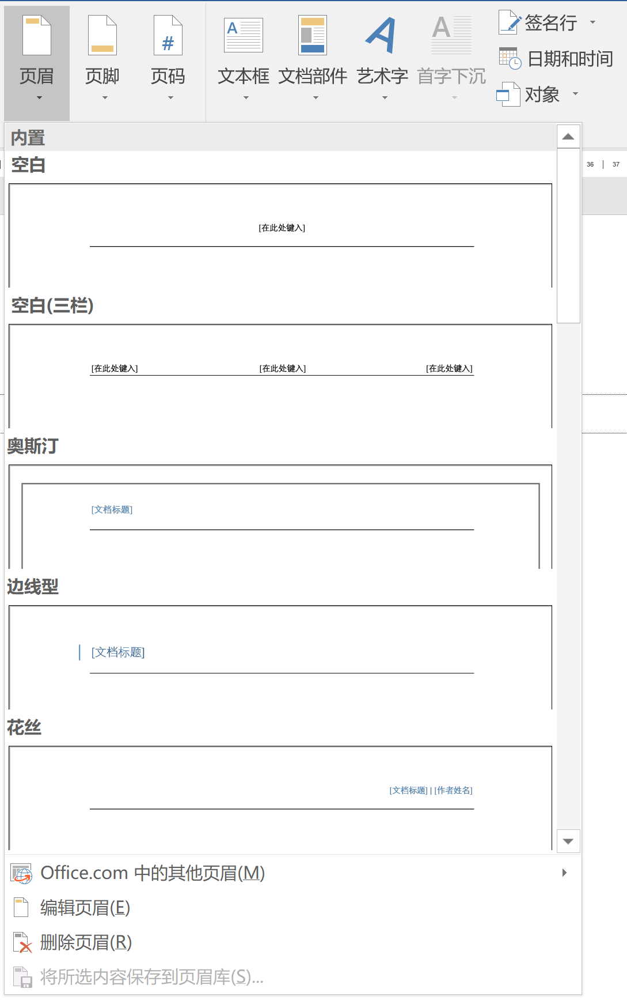 页眉
页脚
#
页码
A
文本框
文档部件
A
艺术字
A
首字下沉
签名行
日期和时间
对象
36
37
内置
空白
[在此处键入]
空白(三栏)
[在此处键入] [在此处键入] [在此处键入]
奥斯汀
[文档标题]
边线型
[文档标题]
花丝
[文档标题] | [作者姓名]
Office.com 中的其他页眉(M)
编辑页眉(E)
删除页眉(R)
将所选内容保存到页眉库(S)...